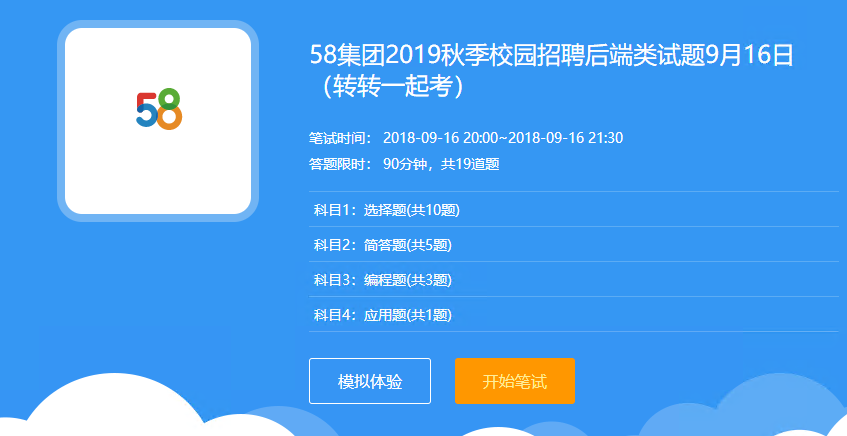 58
58集团2019秋季校园招聘后端类试题9月16日
（转转一起考）
笔试时间： 2018-09-16 20:00~2018-09-16 21:30
答题限时： 90分钟，共19道题
科目1：选择题(共10题)
科目2：简答题(共5题)
科目3：编程题(共3题)
科目4：应用题(共1题)
模拟体验
开始笔试